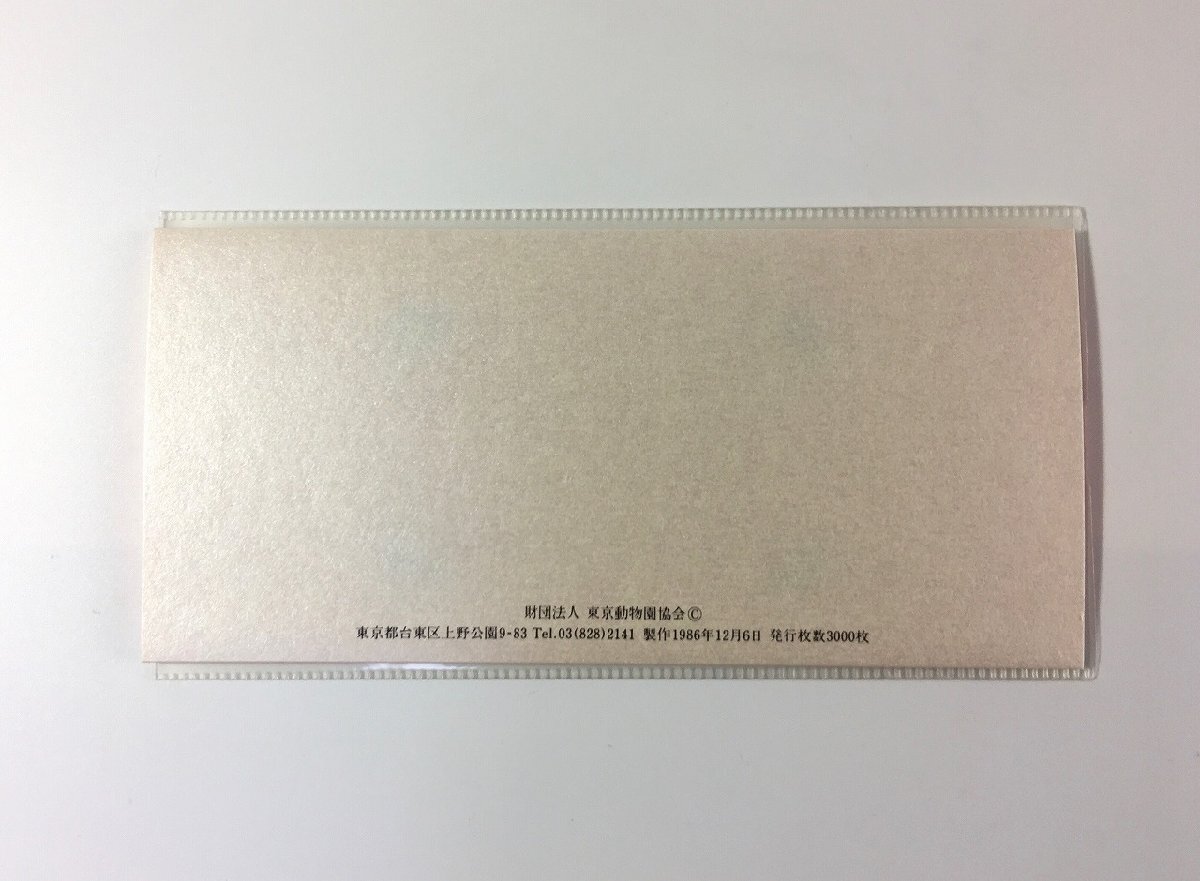 財団法人 東京動物園協会©
東京都台東区上野公園9-83 Tel.03(828)2141 製作1986年12月6日 発行枚数3000枚